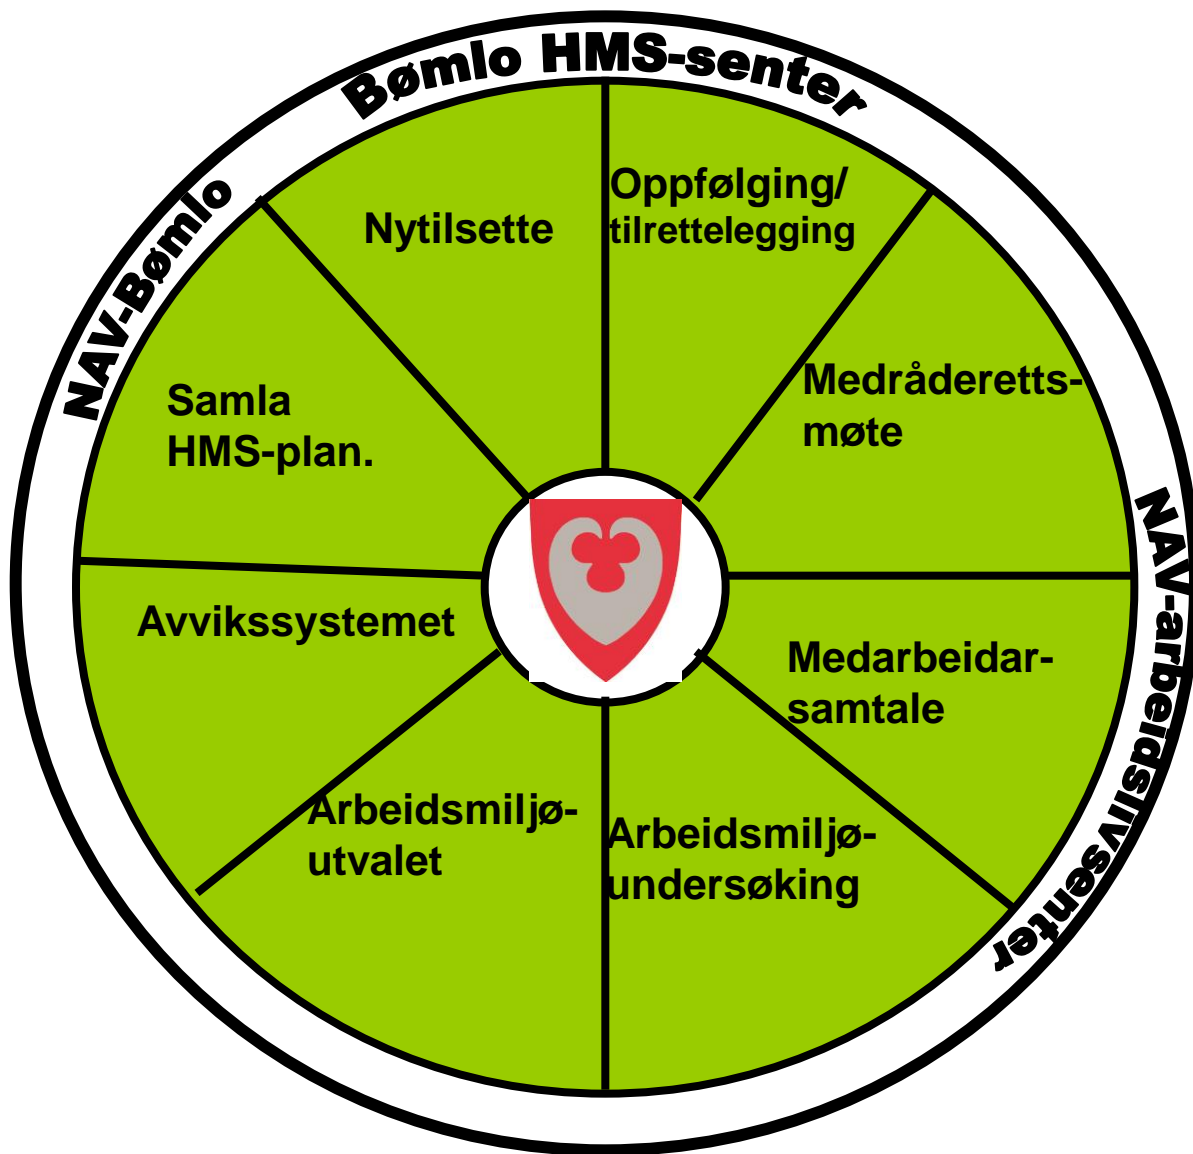 Bømlo HMS-senter
NAV-Bømlo
NAV-arbeidslivsenter
Nytilsette
Oppfølging/
tilrettelegging
Medråderetts-
møte
Medarbeidar-
samtale
Arbeidsmiljø-
undersøking
Arbeidsmiljø-
utvalet
Avvikssystemet
Samla
HMS-plan.